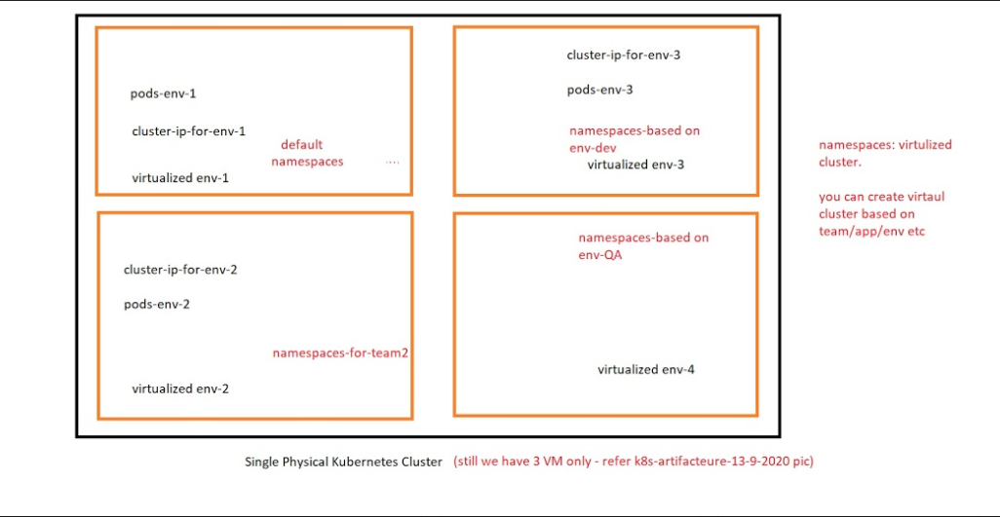 pods-env-1
cluster-ip-for-env-1
default
namespaces
....
virtualized env-1
cluster-ip-for-env-3
pods-env-3
namespaces-based on
env-dev
virtualized env-3
cluster-ip-for-env-2
pods-env-2
namespaces-for-team2
virtualized env-2
namespaces-based on
env-QA
virtualized env-4
namespaces: virtulized
cluster.
you can create virtaul
cluster based on
team/app/env etc
Single Physical Kubernetes Cluster (still we have 3 VM only - refer k8s-artifacteure-13-9-2020 pic)